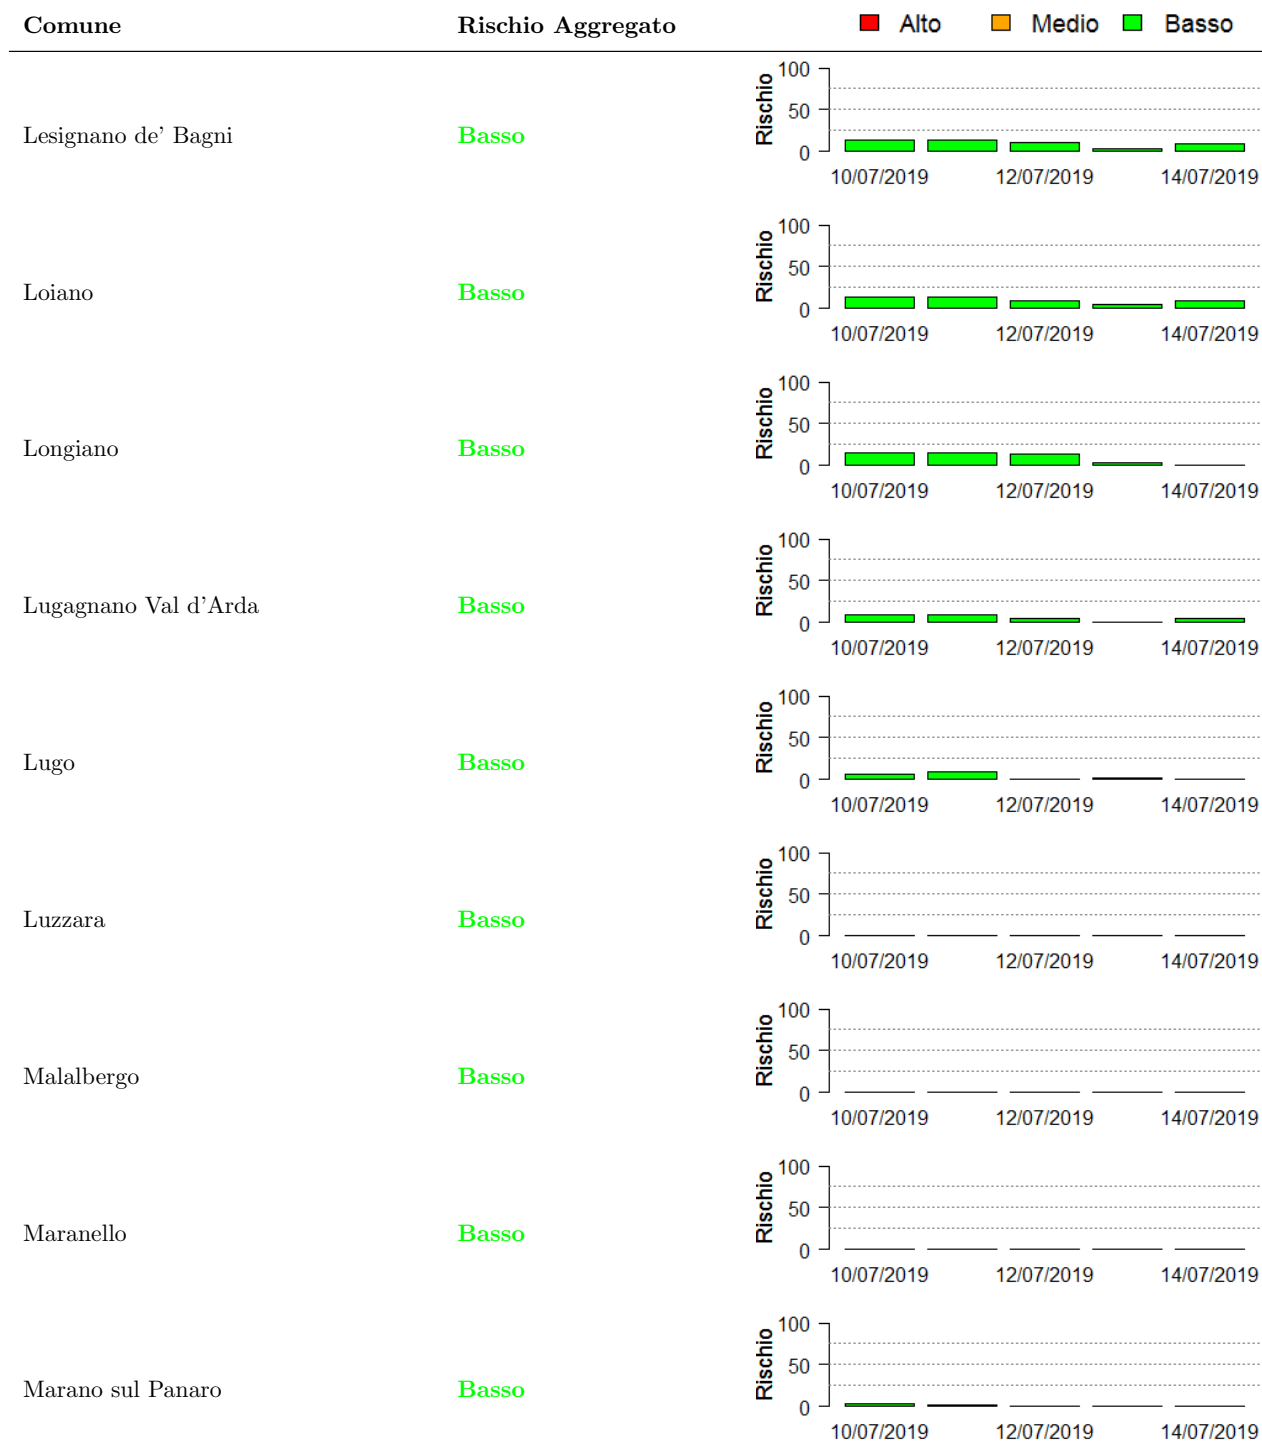 Comune Rischio Aggregato Alto Medio Basso
Lesignano de' Bagni Basso Rischio 100 50 0
10/07/2019 12/07/2019 14/07/2019
Loiano Basso Rischio 100 50 0
10/07/2019 12/07/2019 14/07/2019
Longiano Basso Rischio 100 50 0
10/07/2019 12/07/2019 14/07/2019
Lugagnano Val d'Arda Basso Rischio 100 50 0
10/07/2019 12/07/2019 14/07/2019
Lugo Basso Rischio 100 50 0
10/07/2019 12/07/2019 14/07/2019
Luzzara Basso Rischio 100 50 0
10/07/2019 12/07/2019 14/07/2019
Malalbergo Basso Rischio 100 50 0
10/07/2019 12/07/2019 14/07/2019
Maranello Basso Rischio 100 50 0
10/07/2019 12/07/2019 14/07/2019
Marano sul Panaro Basso Rischio 100 50 0
10/07/2019 12/07/2019 14/07/2019